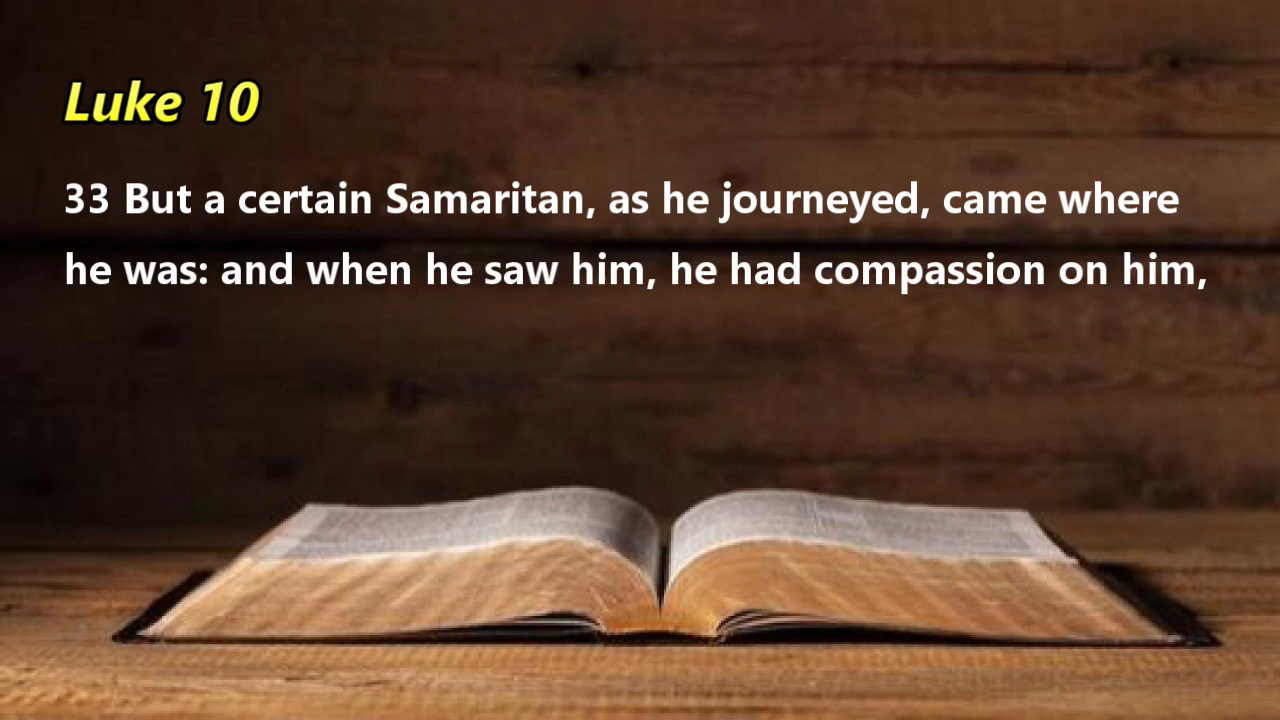 Luke 10
33 But a certain Samaritan, as he journeyed, came where
he was: and when he saw him, he had compassion on him,